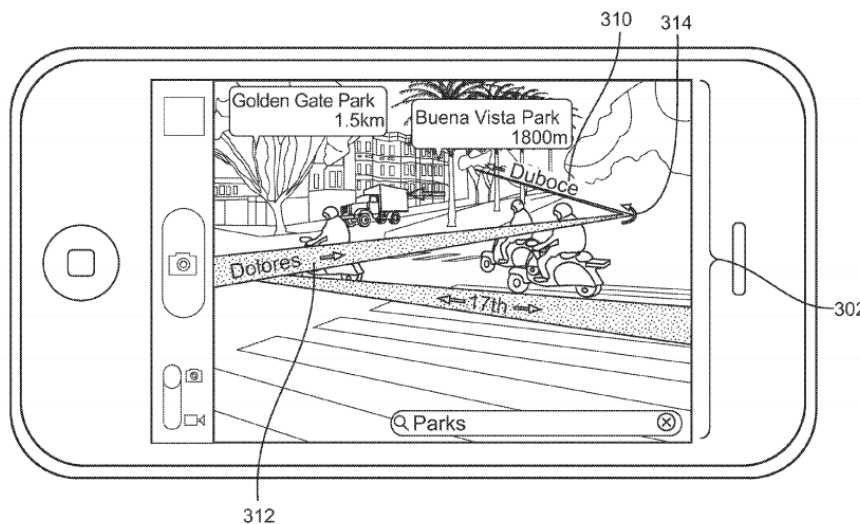 310
314
Golden Gate Park
1.5km
Buena Vista Park
1800m
Duboce
Dolores
17th
302
Parks
312